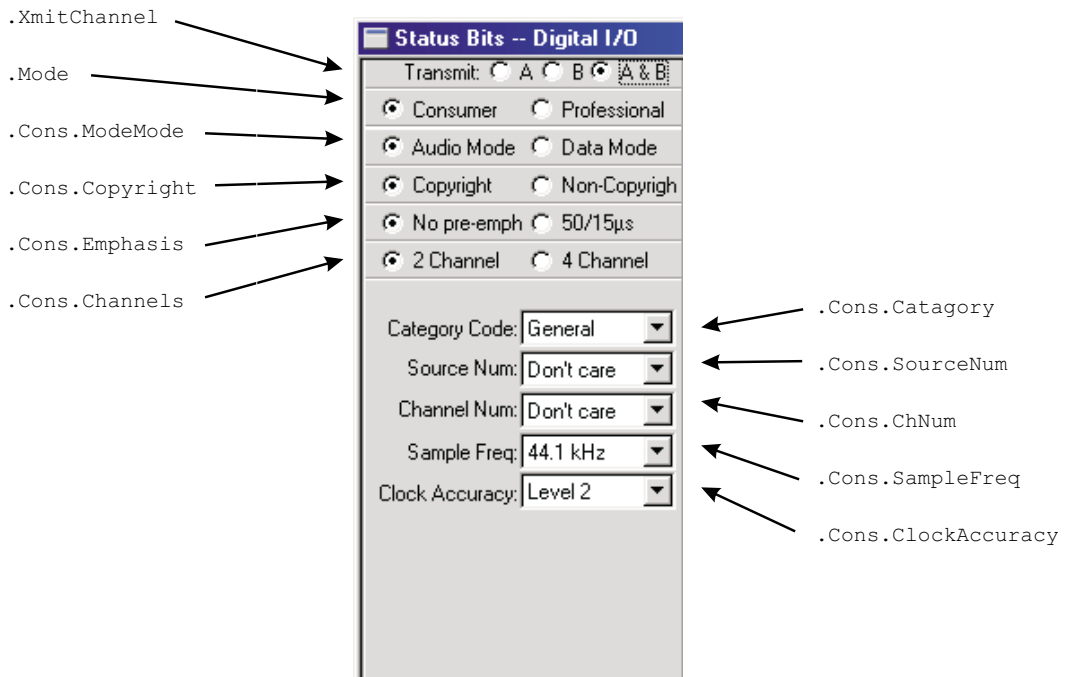 .XmitChannel
.Mode
.Cons.ModeMode
.Cons.Copyright
.Cons.Emphasis
.Cons.Channels
Status Bits -- Digital I/O
Transmit: A B A & B
Consumer Professional
Audio Mode Data Mode
Copyright Non-Copyrigh
No pre-emph 50/15µs
2 Channel 4 Channel
Category Code: General
Source Num: Don't care
Channel Num: Don't care
Sample Freq: 44.1 kHz
Clock Accuracy: Level 2
.Cons.Catagory
.Cons.SourceNum
.Cons.ChNum
.Cons.SampleFreq
.Cons.ClockAccuracy